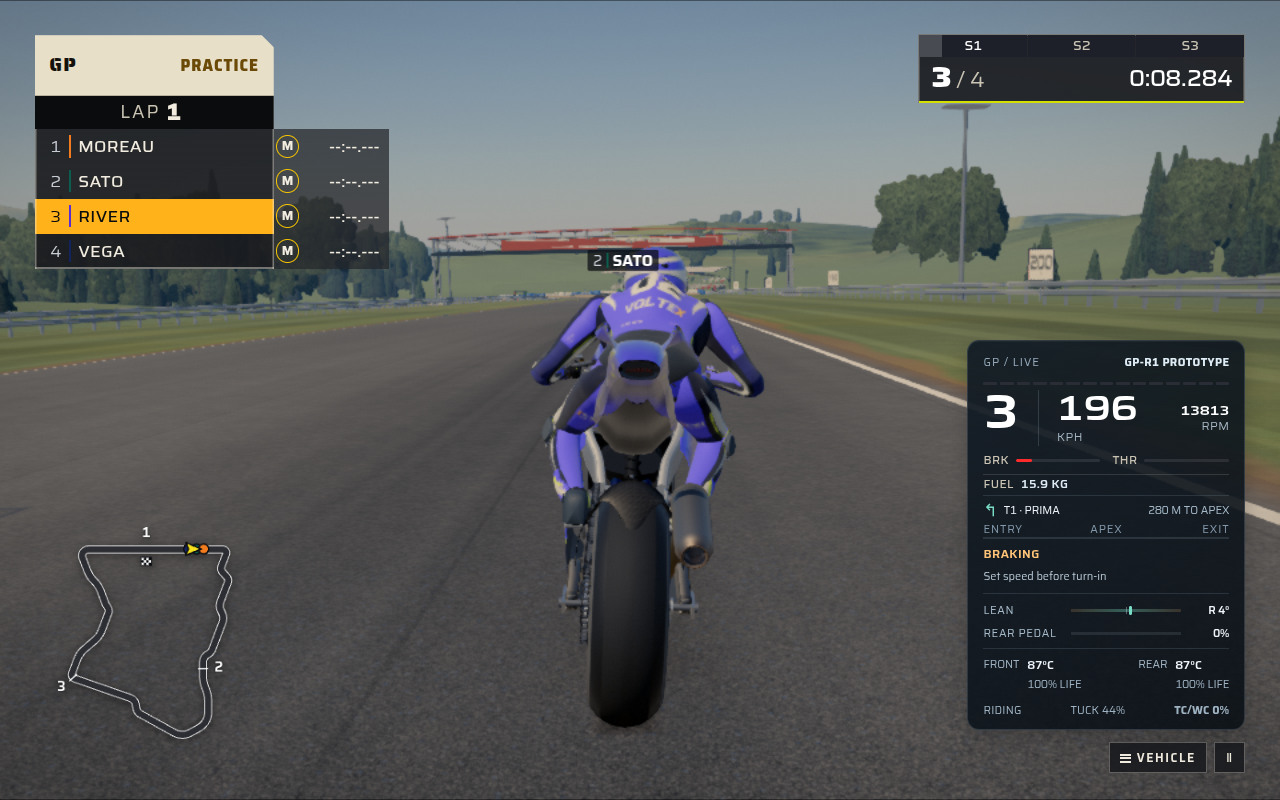 GP PRACTICE
LAP 1
1 MOREAU M --:--.---
2 SATO M --:--.---
3 RIVER M --:--.---
4 VEGA M --:--.---
S1 S2 S3
3 / 4 0:08.284
200
2 SATO
VOLTEX
GP / LIVE GP-R1 PROTOTYPE
3 196 KPH 13813 RPM
BRK THR
FUEL 15.9 KG
T1 · PRIMA 280 M TO APEX
ENTRY APEX EXIT
BRAKING
Set speed before turn-in
LEAN R 4°
REAR PEDAL 0%
FRONT 87°C REAR 87°C
100% LIFE 100% LIFE
RIDING TUCK 44% TC/WC 0%
1
2
3
VEHICLE